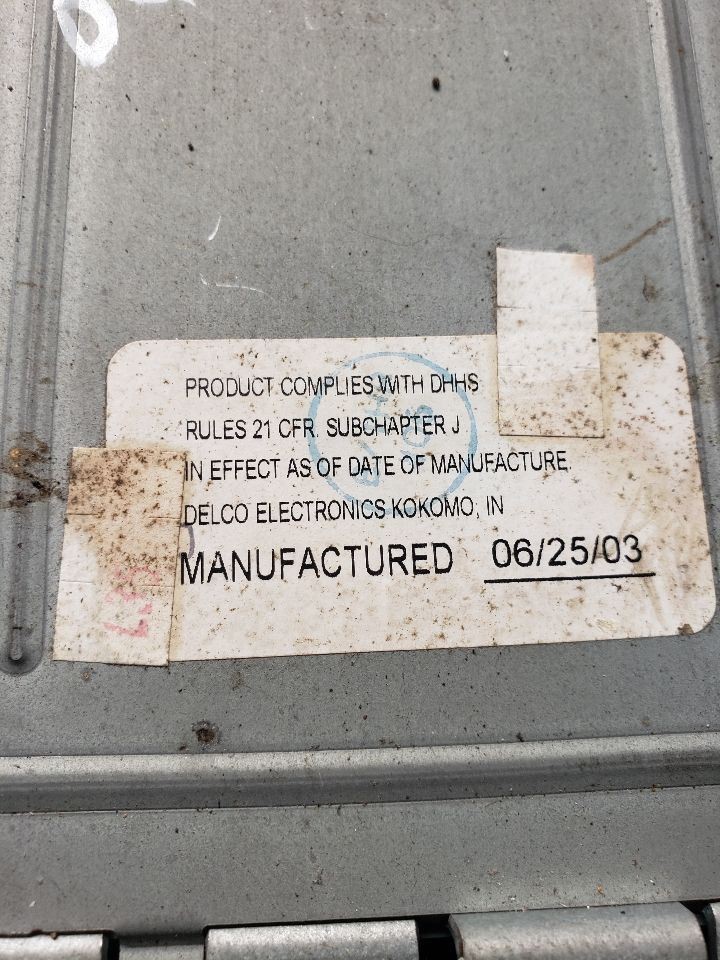 PRODUCT COMPLIES WITH DHHS
RULES 21 CFR. SUBCHAPTER J
IN EFFECT AS OF DATE OF MANUFACTURE.
DELCO ELECTRONICS KOKOMO, IN
MANUFACTURED 06/25/03